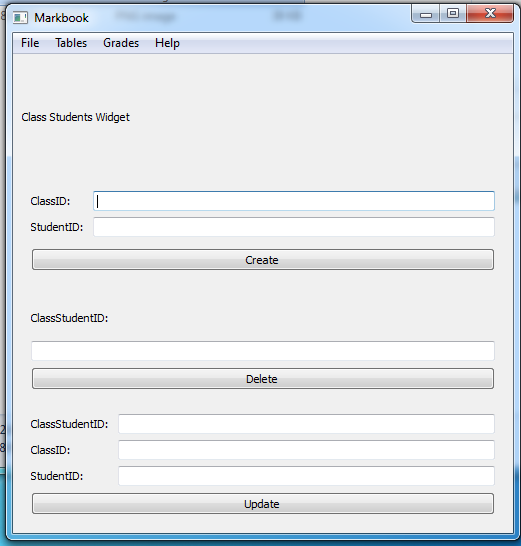 Markbook
File Tables Grades Help
Class Students Widget
ClassID:
StudentID:
Create
ClassStudentID:
Delete
ClassStudentID:
ClassID:
StudentID:
Update